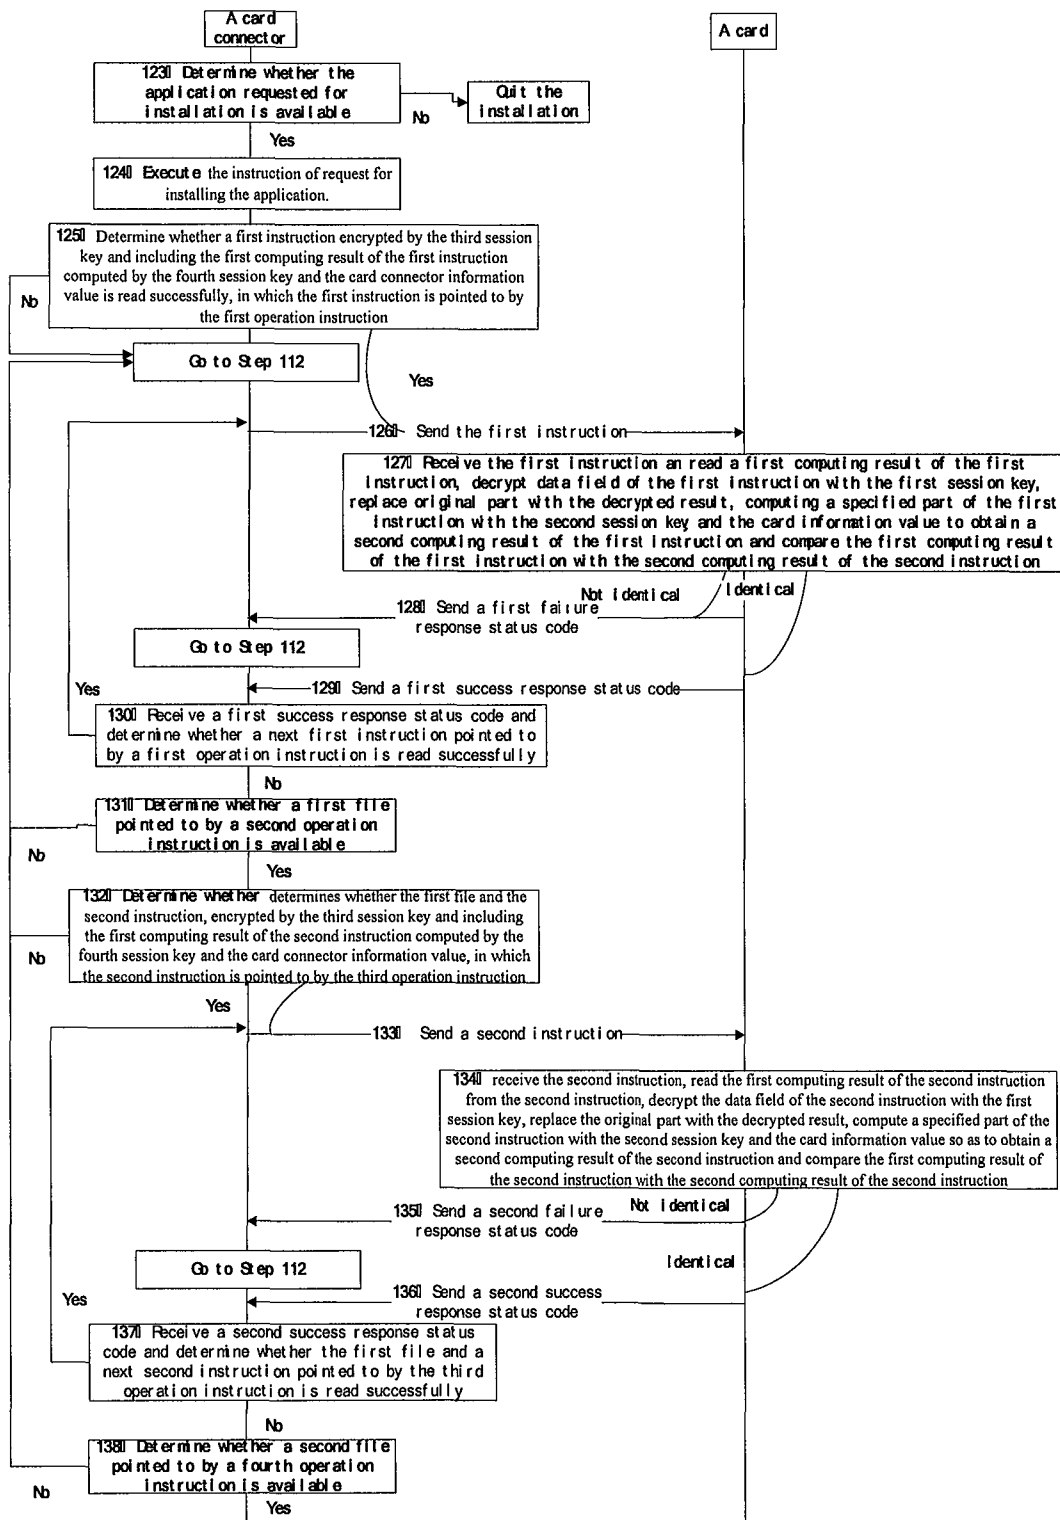 A card
connector
A card
1230 Determine whether the
application requested for
installation is available
No
Quit the
installation
Yes
1240 Execute the instruction of request for
installing the application.
1250 Determine whether a first instruction encrypted by the third session
key and including the first computing result of the first instruction
computed by the fourth session key and the card connector information
value is read successfully, in which the first instruction is pointed to by
the first operation instruction
No
Go to Step 112
Yes
1260 Send the first instruction
1270 Receive the first instruction an read a first computing result of the first
instruction, decrypt data field of the first instruction with the first session key,
replace original part with the decrypted result, computing a specified part of the first
instruction with the second session key and the card information value to obtain a
second computing result of the first instruction and compare the first computing result
of the first instruction with the second computing result of the second instruction
Not identical
Identical
1280 Send a first failure
response status code
Go to Step 112
1290 Send a first success response status code
Yes
1300 Receive a first success response status code and
determine whether a next first instruction pointed to
by a first operation instruction is read successfully
No
1310 Determine whether a first file
pointed to by a second operation
instruction is available
No
Yes
1320 Determine whether determines whether the first file and the
second instruction, encrypted by the third session key and including
the first computing result of the second instruction computed by the
fourth session key and the card connector information value, in which
the second instruction is pointed to by the third operation instruction
No
Yes
1330 Send a second instruction
1340 receive the second instruction, read the first computing result of the second instruction
from the second instruction, decrypt the data field of the second instruction with the first
session key, replace the original part with the decrypted result, compute a specified part of the
second instruction with the second session key and the card information value so as to obtain a
second computing result of the second instruction and compare the first computing result of
the second instruction with the second computing result of the second instruction
Not Identical
1350 Send a second failure
response status code
Identical
Go to Step 112
1360 Send a second success
response status code
Yes
1370 Receive a second success response status
code and determine whether the first file and a
next second instruction pointed to by the third
operation instruction is read successfully
No
1380 Determine whether a second file
pointed to by a fourth operation
instruction is available
No
Yes